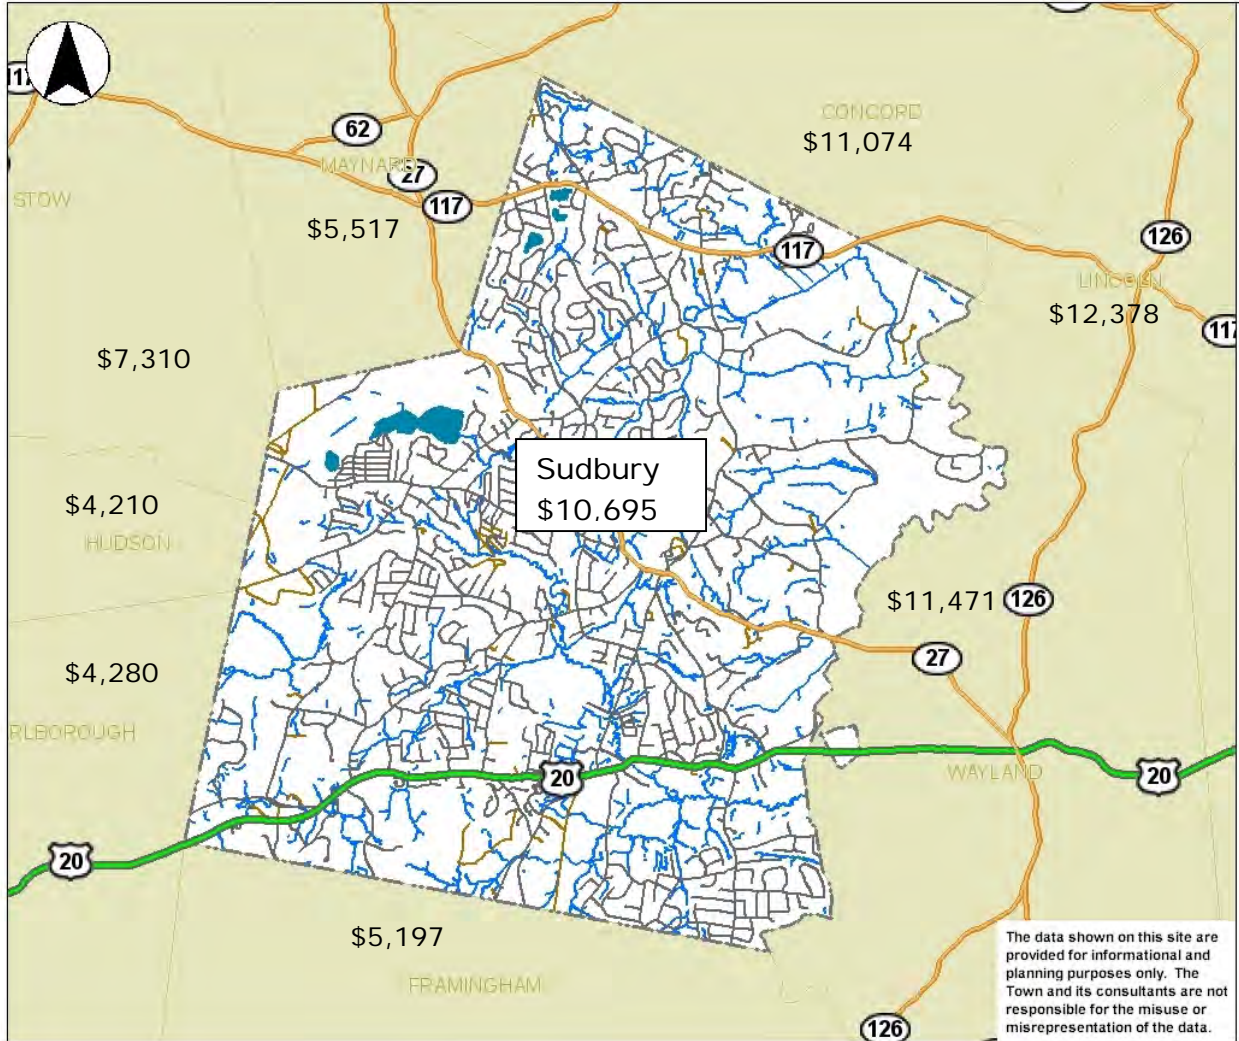 117
62
CONCORD
$11,074
MAYNARD
27
STOW
117
$5,517
117
126
LINCOLN
$12,378
117
$7,310
Sudbury
$10,695
$4,210
HUDSON
$11,471
126
27
$4,280
RLBOROUGH
20
WAYLAND
20
20
$5,197
FRAMINGHAM
The data shown on this site are
provided for informational and
planning purposes only. The
Town and its consultants are not
responsible for the misuse or
misrepresentation of the data.
126